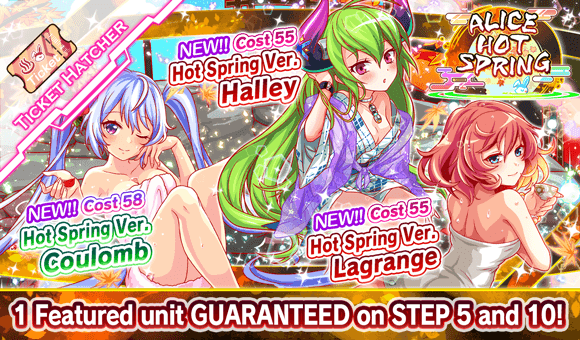 Ticket
TICKET HATCHER
NEW!! Cost 55
Hot Spring Ver.
Halley
ALICE
HOT
SPRING
NEW!! Cost 58
Hot Spring Ver.
Coulomb
NEW!! Cost 55
Hot Spring Ver.
Lagrange
1 Featured unit GUARANTEED on STEP 5 and 10!